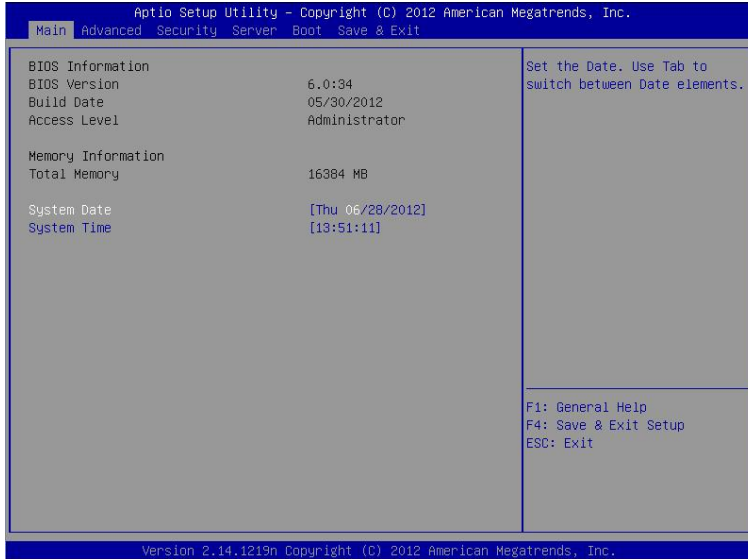 Aptio Setup Utility – Copyright (C) 2012 American Megatrends, Inc.
Main Advanced Security Server Boot Save & Exit
BIOS Information
BIOS Version 6.0:34
Build Date 05/30/2012
Access Level Administrator
Memory Information
Total Memory 16384 MB
System Date [Thu 06/28/2012]
System Time [13:51:11]
Set the Date. Use Tab to
switch between Date elements.
F1: General Help
F4: Save & Exit Setup
ESC: Exit
Version 2.14.1219n Copyright (C) 2012 American Megatrends, Inc.